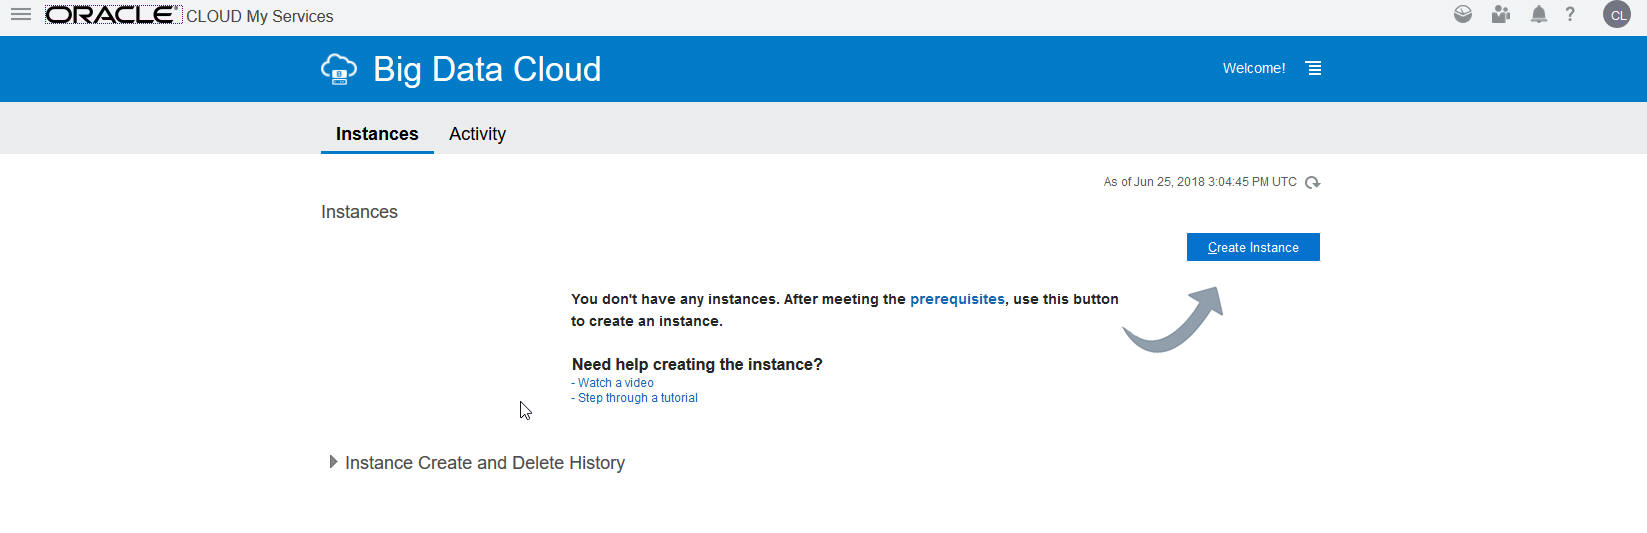 ORACLE® CLOUD My Services
?
CL
Big Data Cloud
Welcome!
Instances Activity
As of Jun 25, 2018 3:04:45 PM UTC
Instances
Create Instance
You don't have any instances. After meeting the prerequisites, use this button
to create an instance.
Need help creating the instance?
- Watch a video
- Step through a tutorial
Instance Create and Delete History